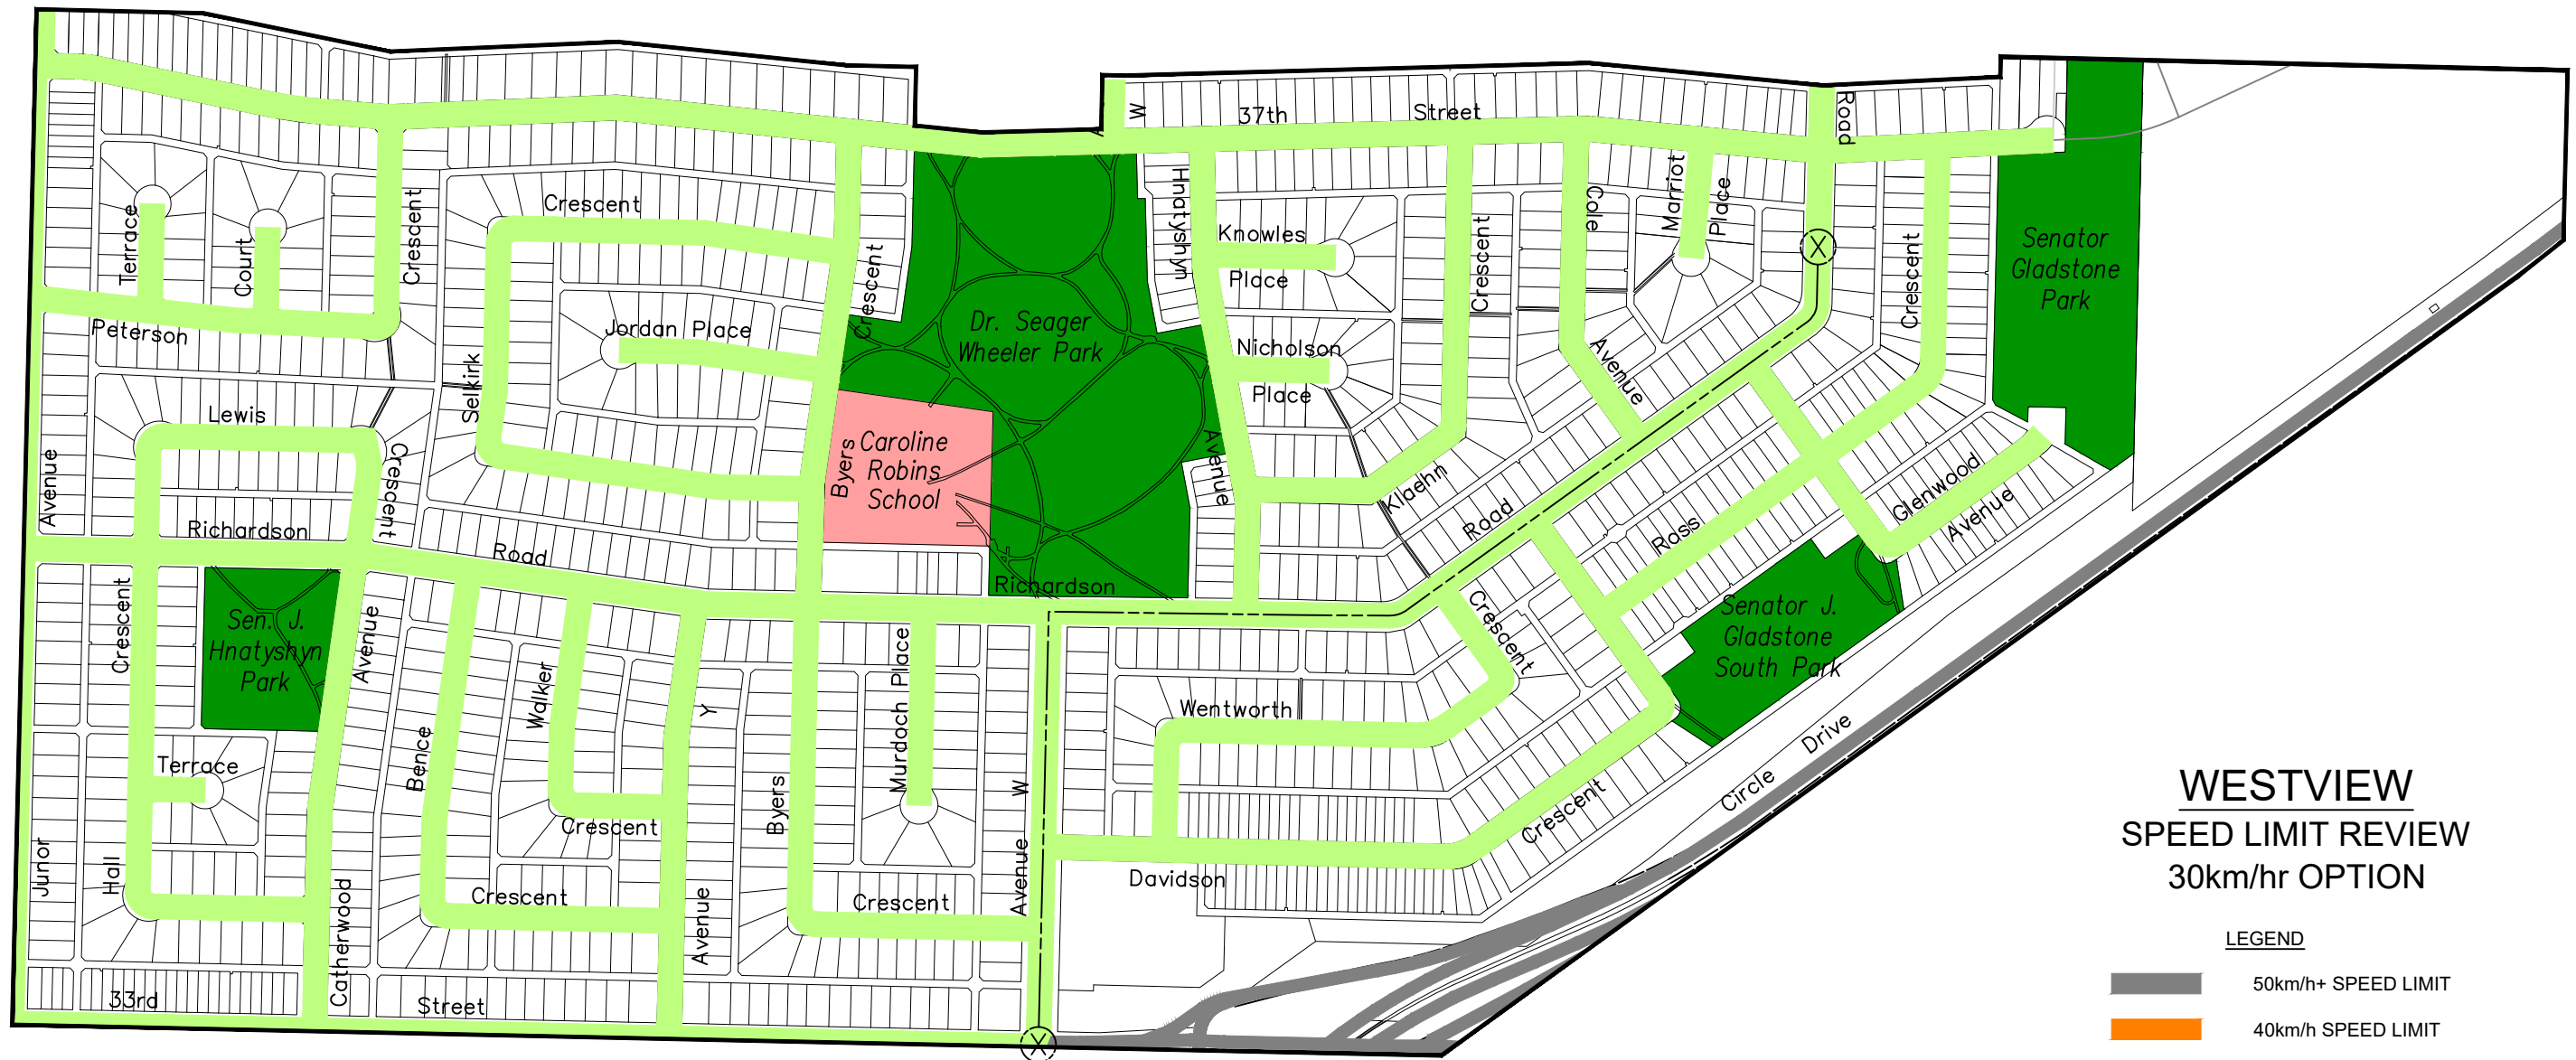 W
37th
Street
Road
Hnatyshyn
Knowles
Place
Crescent
Cole
Marriot
Place
Crescent
Senator
Gladstone
Park
Terrace
Court
Crescent
Crescent
Crescent
Peterson
Jordan Place
Selkirk
Dr. Seager
Wheeler Park
Nicholson
Place
Avenue
Lewis
Crescent
Avenue
Richardson
Road
Byers
Caroline
Robins
School
Avenue
Klaehn
Road
Ross
Glenwood
Avenue
Richardson
Crescent
Sen. J.
Hnatyshyn
Park
Avenue
Crescent
Senator J.
Gladstone
South Park
Walker
Bence
Y
Murdoch Place
Wentworth
W
Terrace
Byers
Crescent
Crescent
Circle
Drive
Junor
Hall
Catherwood
Crescent
Avenue
Crescent
Avenue
Davidson
33rd
Street
X
X
WESTVIEW
SPEED LIMIT REVIEW
30km/hr OPTION
LEGEND
50km/h+ SPEED LIMIT
40km/h SPEED LIMIT